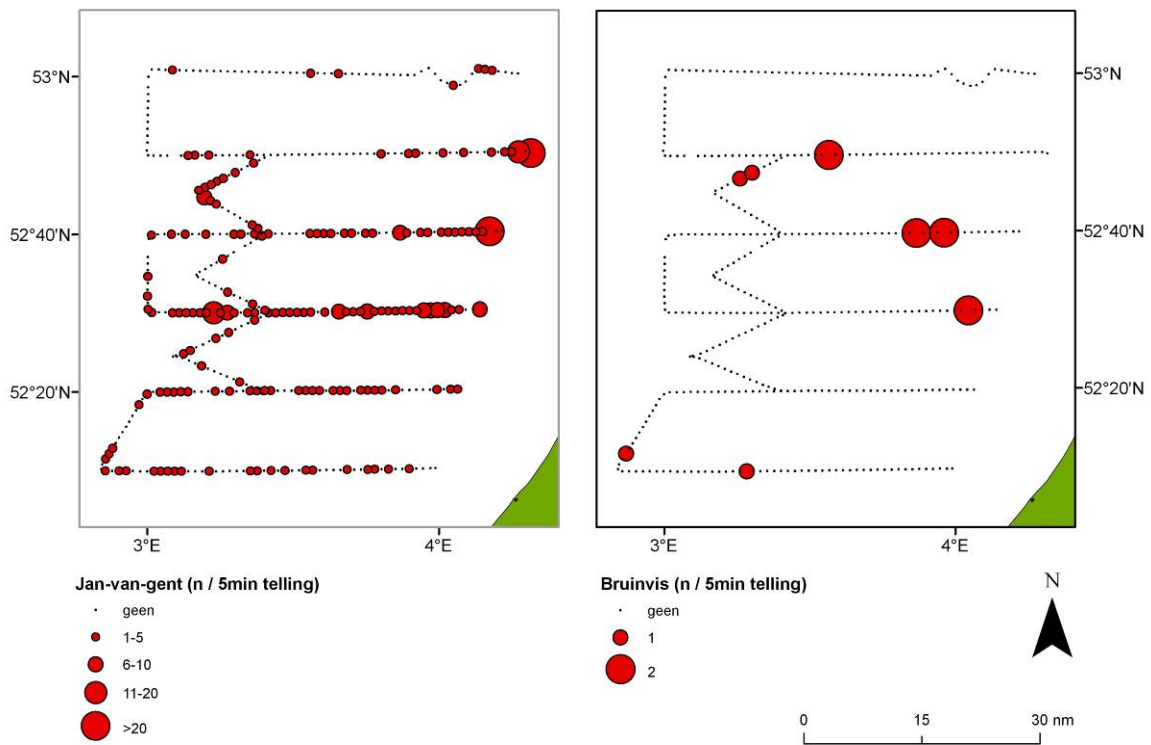 53°N
52°40'N
52°20'N
3°E
4°E
Jan-van-gent (n / 5min telling)
geen
1-5
6-10
11-20
>20
53°N
52°40'N
52°20'N
3°E
4°E
Bruinvis (n / 5min telling)
geen
1
2
N
0 15 30 nm